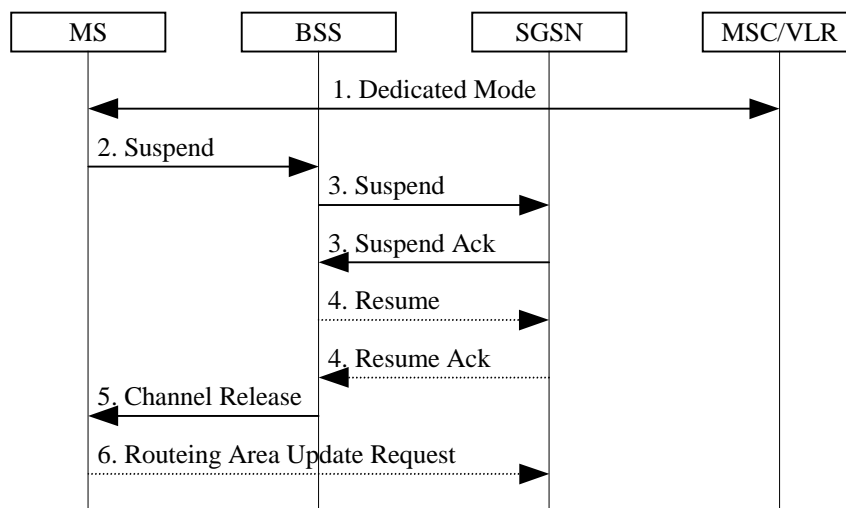 MS
BSS
SGSN
MSC/VLR
1. Dedicated Mode
2. Suspend
3. Suspend
3. Suspend Ack
4. Resume
4. Resume Ack
5. Channel Release
6. Routeing Area Update Request